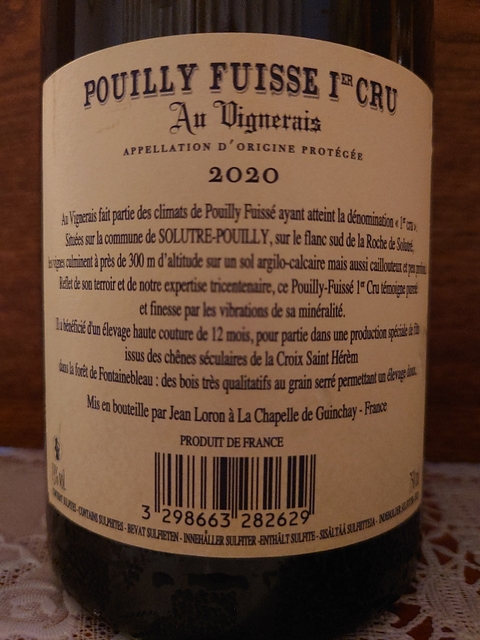 POUILLY FUISSE 1ER CRU
Au Vignerais
APPELLATION D'ORIGINE PROTÉGÉE
2020
Au Vignerais fait partie des climats de Pouilly Fuissé ayant atteint la dénomination « 1er cru ».
Situées sur la commune de SOLUTRE-POUILLY, sur le flanc sud de la Roche de Solutré,
les vignes culminent à près de 300 m d'altitude sur un sol argilo-calcaire mais aussi caillouteux et peu
Reflet de son terroir et de notre expertise tricentenaire, ce Pouilly-Fuissé 1er Cru témoigne pureté
et finesse par les vibrations de sa minéralité.
Il a bénéficié d'un élevage haute couture de 12 mois, pour partie dans une production spéciale de fûts
issus des chênes séculaires de la Croix Saint Hérèm
dans la forêt de Fontainebleau : des bois très qualitatifs au grain serré permettant un élevage doux.
Mis en bouteille par Jean Loron à La Chapelle de Guinchay - France
PRODUIT DE FRANCE
3 298663 282629
CONTAINS SULPHITES - BEVAT SULFIETEN - INNEHÅLLER SULFITER - ENTHÄLT SULFITE - SISÄLTÄÄ SULFIITTEJA